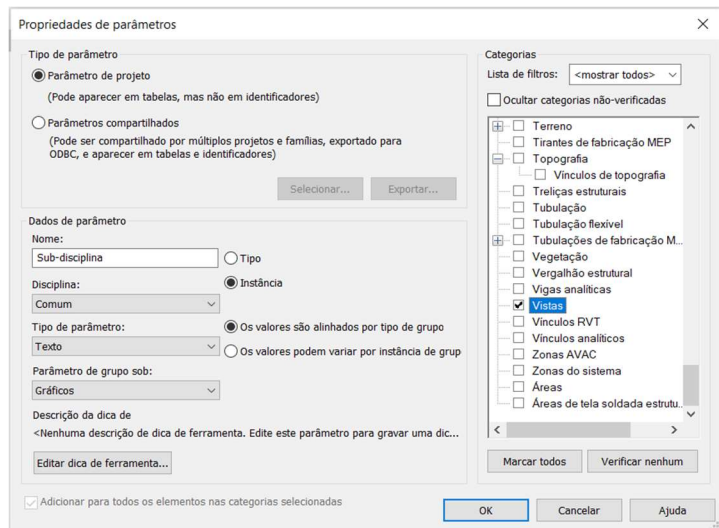 Propriedades de parâmetros
Tipo de parâmetro
Parâmetro de projeto
(Pode aparecer em tabelas, mas não em identificadores)
Parâmetros compartilhados
(Pode ser compartilhado por múltiplos projetos e famílias, exportado para
ODBC, e aparecer em tabelas e identificadores)
Selecionar...
Exportar...
Dados de parâmetro
Nome:
Sub-disciplina
Tipo
Disciplina:
Instância
Comum
Tipo de parâmetro:
Os valores são alinhados por tipo de grupo
Texto
Os valores podem variar por instância de grup
Parâmetro de grupo sob:
Gráficos
Descrição da dica de
<Nenhuma descrição de dica de ferramenta. Edite este parâmetro para gravar uma dic...
Editar dica de ferramenta...
Adicionar para todos os elementos nas categorias selecionadas
Categorias
Lista de filtros:
<mostrar todos>
Ocultar categorias não-verificadas
Terreno
Tirantes de fabricação MEP
Topografia
Vínculos de topografia
Treliças estruturais
Tubulação
Tubulação flexível
Tubulações de fabricação M...
Vegetação
Vergalhão estrutural
Vigas analíticas
Vistas
Vínculos RVT
Vínculos analíticos
Zonas AVAC
Zonas do sistema
Áreas
Áreas de tela soldada estrutu...
Marcar todos
Verificar nenhum
OK
Cancelar
Ajuda